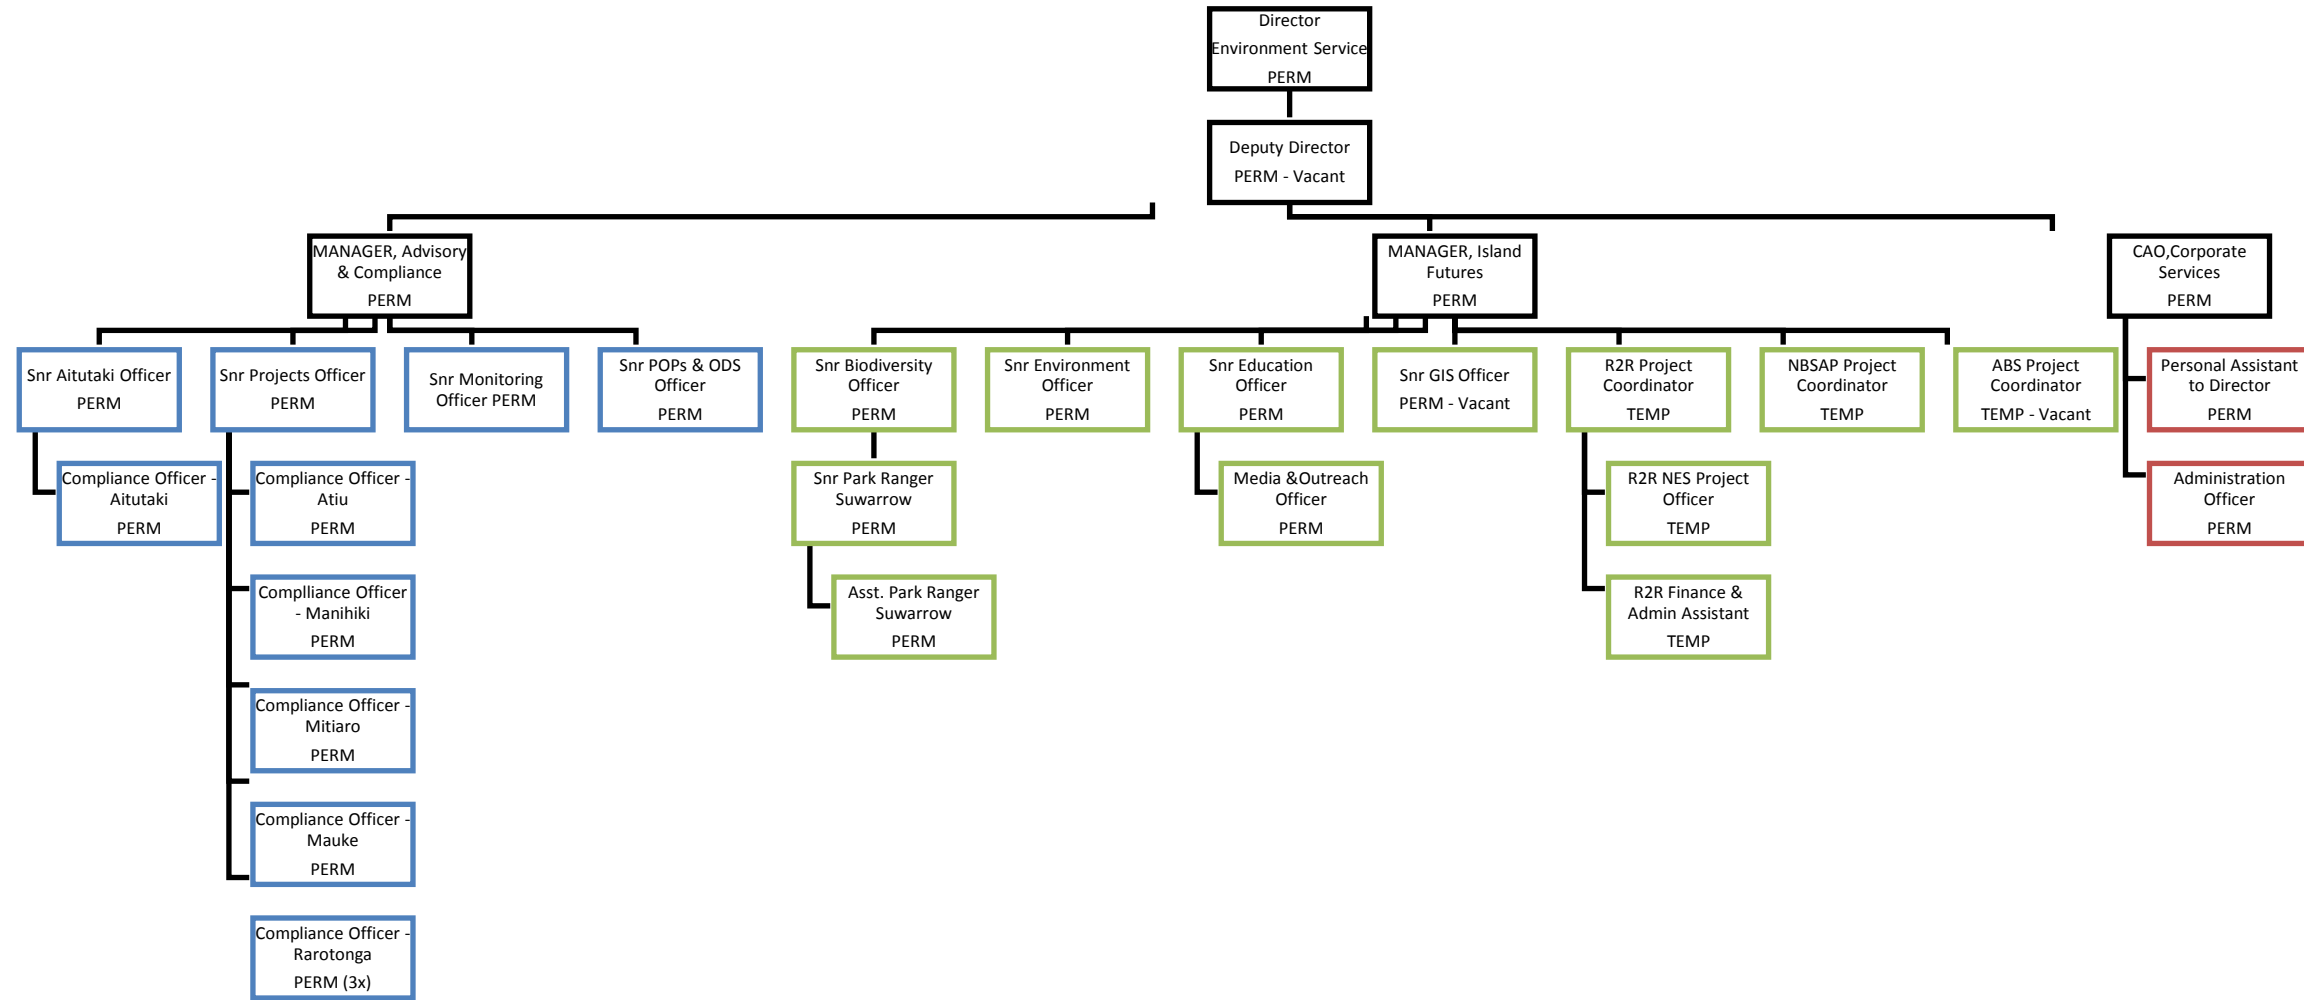 Director
Environment Service
PERM
Deputy Director
PERM - Vacant
MANAGER, Advisory
& Compliance
PERM
MANAGER, Island
Futures
PERM
CAO,Corporate
Services
PERM
Snr Aitutaki Officer
PERM
Snr Projects Officer
PERM
Snr Monitoring
Officer PERM
Snr POPs & ODS
Officer
PERM
Snr Biodiversity
Officer
PERM
Snr Environment
Officer
PERM
Snr Education
Officer
PERM
Snr GIS Officer
PERM - Vacant
R2R Project
Coordinator
TEMP
NBSAP Project
Coordinator
TEMP
ABS Project
Coordinator
TEMP - Vacant
Personal Assistant
to Director
PERM
Compliance Officer -
Aitutaki
PERM
Compliance Officer -
Atiu
PERM
Snr Park Ranger
Suwarrow
PERM
Media &Outreach
Officer
PERM
R2R NES Project
Officer
TEMP
Administration
Officer
PERM
Complliance Officer
- Manihiki
PERM
Asst. Park Ranger
Suwarrow
PERM
R2R Finance &
Admin Assistant
TEMP
Compliance Officer -
Mitiaro
PERM
Compliance Officer -
Mauke
PERM
Compliance Officer -
Rarotonga
PERM (3x)